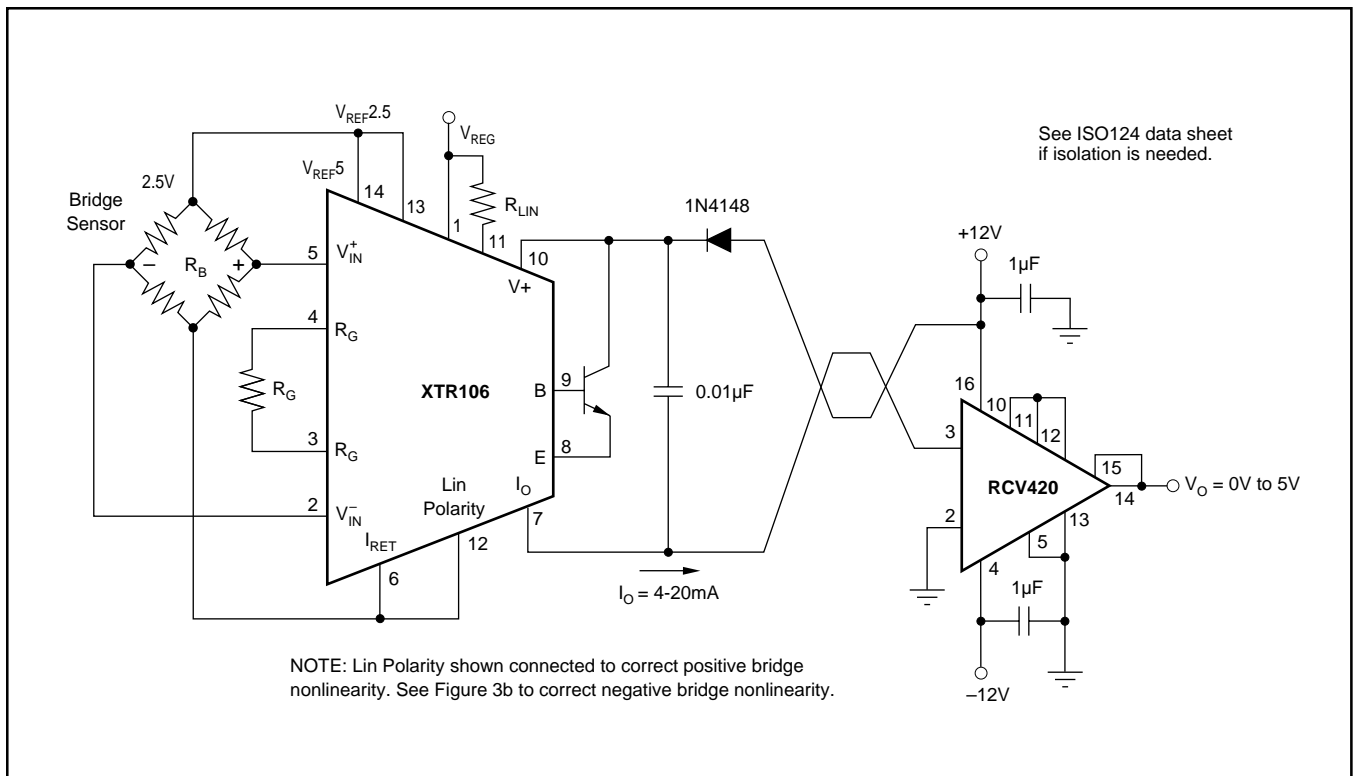 V_REF2.5
V_REG
V_REF5
2.5V
14
13
Bridge
Sensor
R_LIN
1
11
1N4148
See ISO124 data sheet
if isolation is needed.
+12V
5
V⁺_IN
– R_B +
10
V+
1µF
4
R_G
R_G
XTR106
B
9
0.01µF
16
10
11
12
3
3
R_G
E
8
15
RCV420
14
V_O = 0V to 5V
Lin
Polarity
I_O
2
V⁻_IN
7
2
13
5
I_RET
12
6
4
I_O = 4-20mA
1µF
–12V
NOTE: Lin Polarity shown connected to correct positive bridge
nonlinearity. See Figure 3b to correct negative bridge nonlinearity.